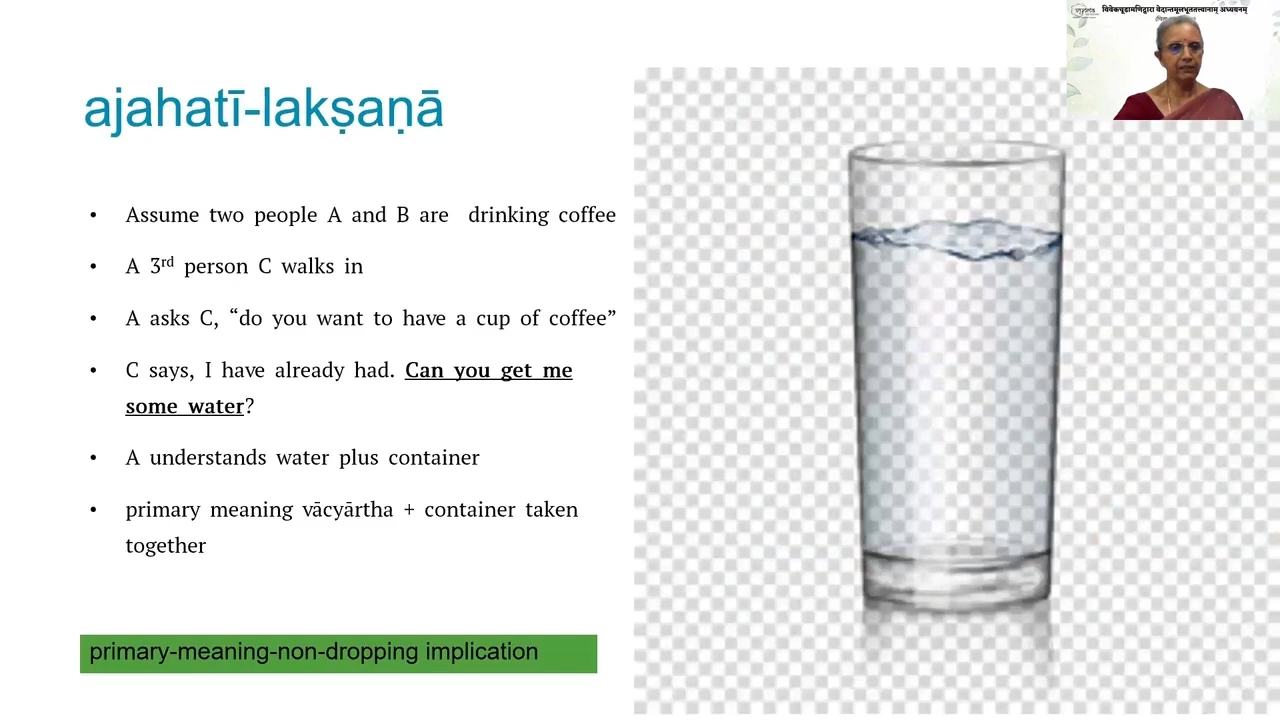 ajahatī-lakṣaṇā
• Assume two people A and B are drinking coffee
• A 3rd person C walks in
• A asks C, “do you want to have a cup of coffee”
• C says, I have already had. Can you get me
some water?
• A understands water plus container
• primary meaning vācyārtha + container taken
together
primary-meaning-non-dropping implication
विवेकचूडामणिद्वारा वेदान्तमूलभूततत्त्वानाम् अध्ययनम्